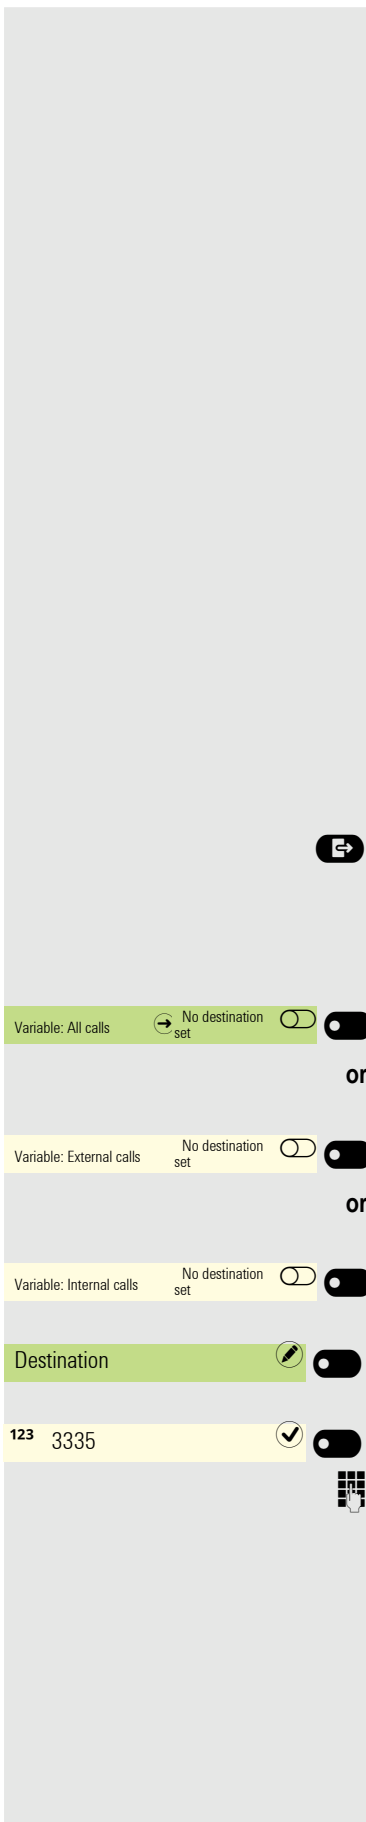 Variable: All calls No destination
set
or
Variable: External calls No destination
set
or
Variable: Internal calls No destination
set
Destination
123 3335